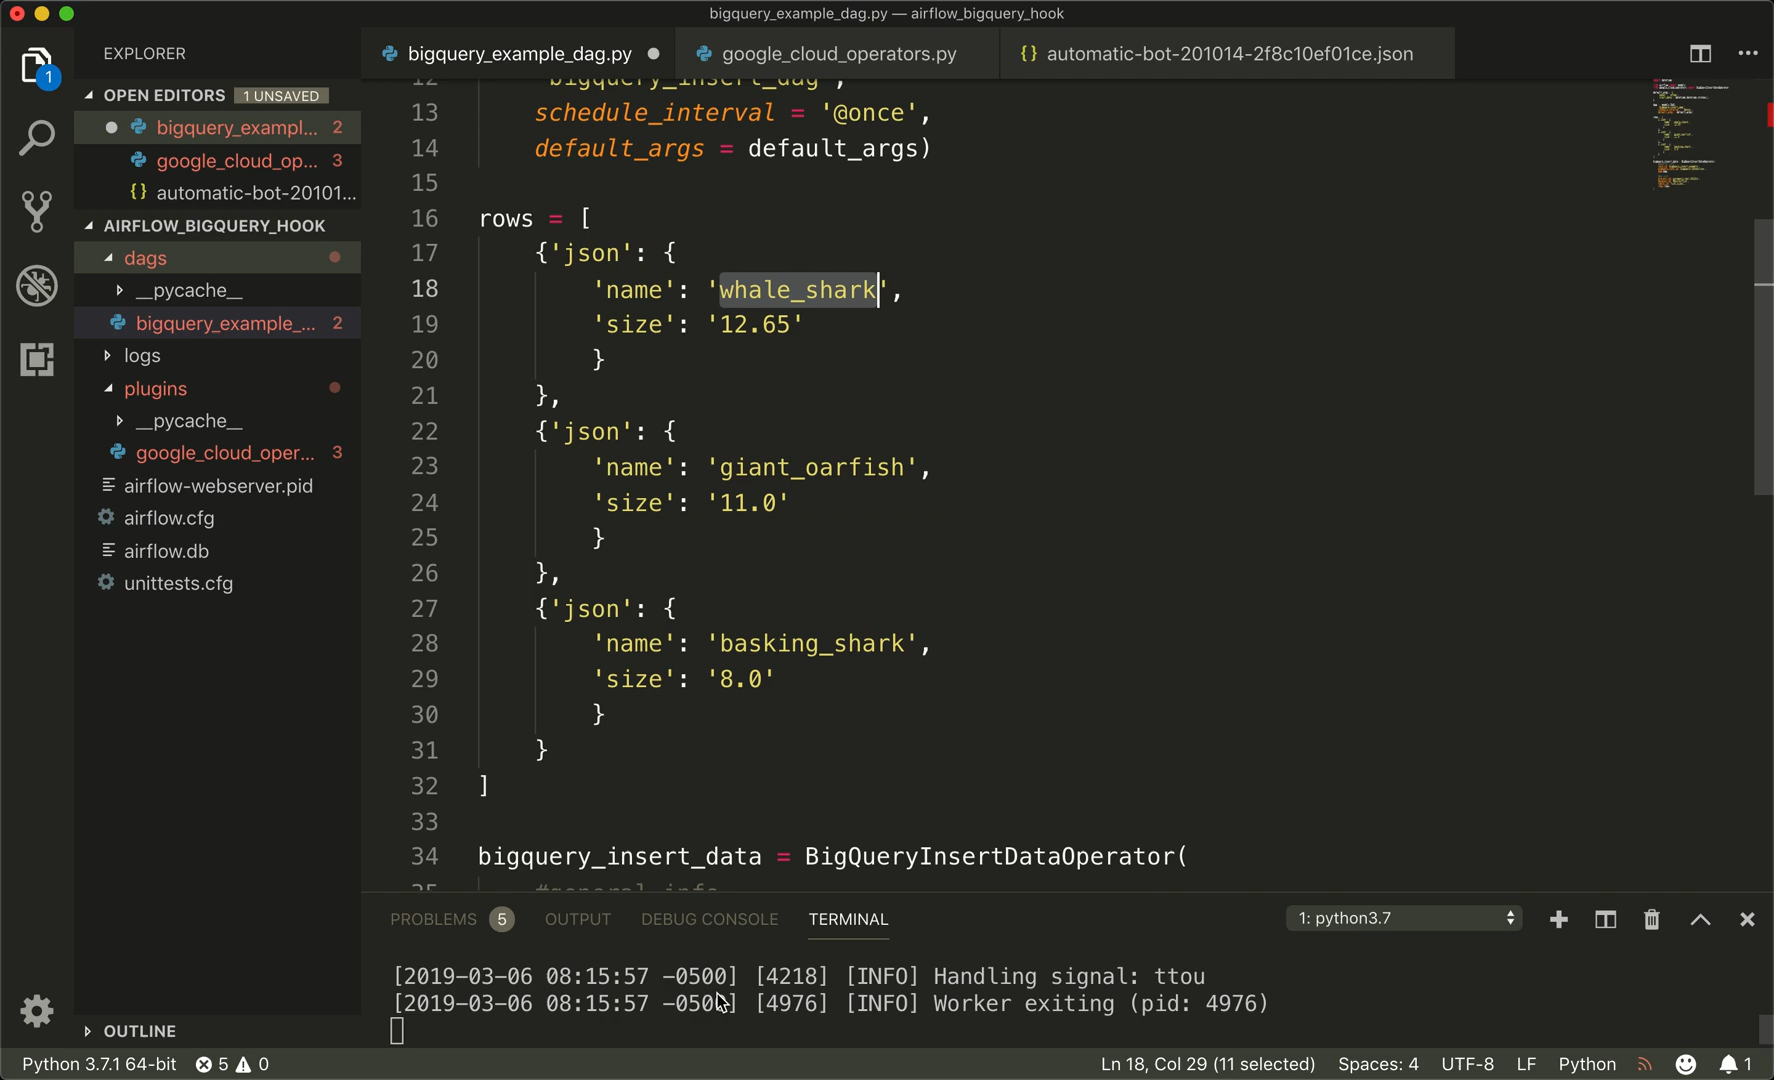 bigquery_example_dag.py — airflow_bigquery_hook
1
EXPLORER
OPEN EDITORS 1 UNSAVED
bigquery_exampl... 2
google_cloud_op... 3
{} automatic-bot-20101...
AIRFLOW_BIGQUERY_HOOK
dags
__pycache__
bigquery_example_... 2
logs
plugins
__pycache__
google_cloud_oper... 3
airflow-webserver.pid
airflow.cfg
airflow.db
unittests.cfg
OUTLINE
bigquery_example_dag.py
google_cloud_operators.py
{} automatic-bot-201014-2f8c10ef01ce.json
12 bigquery_insert_dag ,
13 schedule_interval = '@once',
14 default_args = default_args)
15
16 rows = [
17 {'json': {
18 'name': 'whale_shark',
19 'size': '12.65'
20 }
21 },
22 {'json': {
23 'name': 'giant_oarfish',
24 'size': '11.0'
25 }
26 },
27 {'json': {
28 'name': 'basking_shark',
29 'size': '8.0'
30 }
31 }
32 ]
33
34 bigquery_insert_data = BigQueryInsertDataOperator(
35 #general info
PROBLEMS 5 OUTPUT DEBUG CONSOLE TERMINAL
1: python3.7
[2019-03-06 08:15:57 -0500] [4218] [INFO] Handling signal: ttou
[2019-03-06 08:15:57 -0500] [4976] [INFO] Worker exiting (pid: 4976)
Python 3.7.1 64-bit 5 0
Ln 18, Col 29 (11 selected) Spaces: 4 UTF-8 LF Python 1